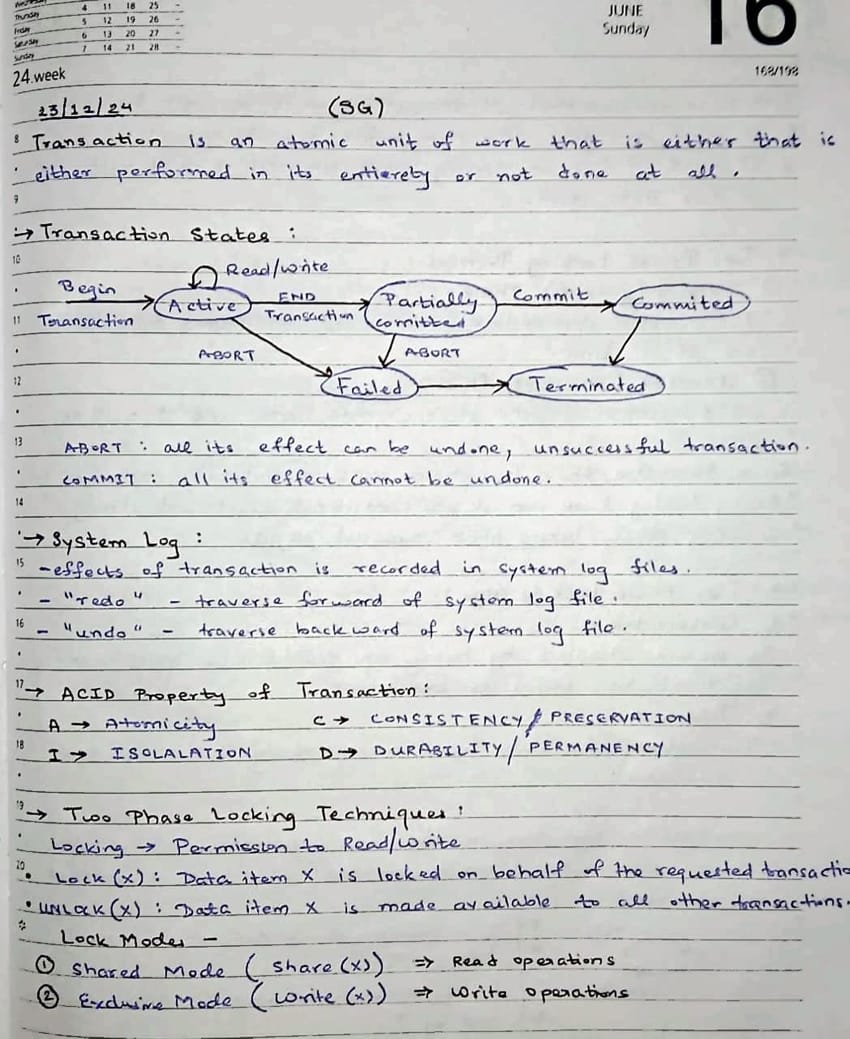 Thursday 4 11 18 25 -
Friday 5 12 19 26 -
Saturday 6 13 20 27 -
Sunday 7 14 21 28 -
JUNE
Sunday
16
24.week
168/198
23/12/24 (SG)
8 Transaction is an atomic unit of work that is either that is
either performed in its entierety or not done at all.
9
→ Transaction States :
10
Read/write
Begin
Transaction
Active
END
Transaction
Partially
comitted
Commit
Commited
11
ABORT
ABORT
12
Failed
Terminated
13 ABORT : all its effect can be undone, unsuccessful transaction.
COMMIT : all its effect cannot be undone.
14
→ System Log :
15 -effects of transaction is recorded in system log files.
- "redo" - traverse forward of system log file.
16 - "undo" - traverse backward of system log file.
17 → ACID Property of Transaction :
A → Atomicity C → CONSISTENCY/ PRESERVATION
18 I → ISOLALATION D → DURABILITY/ PERMANENCY
19 → Two Phase Locking Techniques :
Locking → Permission to Read/write
20 • Lock (X) : Data item X is locked on behalf of the requested transactio
• UNLOCK (X) : Data item X is made available to all other transactions.
Lock Modes -
① Shared Mode ( share (x)) => Read operations
② Exclusive Mode ( write (x)) => write operations